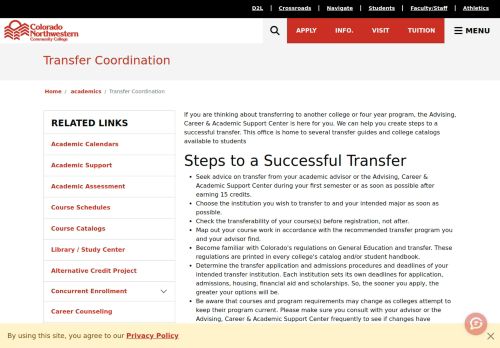 D2L | Crossroads | Navigate | Students | Faculty/Staff | Athletics
Colorado
Northwestern
Community College
APPLY INFO. VISIT TUITION MENU
Transfer Coordination
Home / academics / Transfer Coordination
RELATED LINKS
Academic Calendars
Academic Support
Academic Assessment
Course Schedules
Course Catalogs
Library / Study Center
Alternative Credit Project
Concurrent Enrollment
Career Counseling
If you are thinking about transferring to another college or four year program, the Advising,
Career & Academic Support Center is here for you. We can help you create steps to a
successful transfer. This office is home to several transfer guides and college catalogs
available to students
Steps to a Successful Transfer
• Seek advice on transfer from your academic advisor or the Advising, Career &
Academic Support Center during your first semester or as soon as possible after
earning 15 credits.
• Choose the institution you wish to transfer to and your intended major as soon as
possible.
• Check the transferability of your course(s) before registration, not after.
• Map out your course work in accordance with the recommended transfer program you
and your advisor find.
• Become familiar with Colorado's regulations on General Education and transfer. These
regulations are printed in every college's catalog and/or student handbook.
• Determine the transfer application and admissions procedures and deadlines of your
intended transfer institution. Each institution sets its own deadlines for application,
admissions, housing, financial aid and scholarships. So, the sooner you apply, the
greater your options will be.
• Be aware that courses and program requirements may change as colleges attempt to
keep their program current. Please make sure you consult with your advisor or the
Advising, Career & Academic Support Center frequently to see if changes have
By using this site, you agree to our Privacy Policy ×